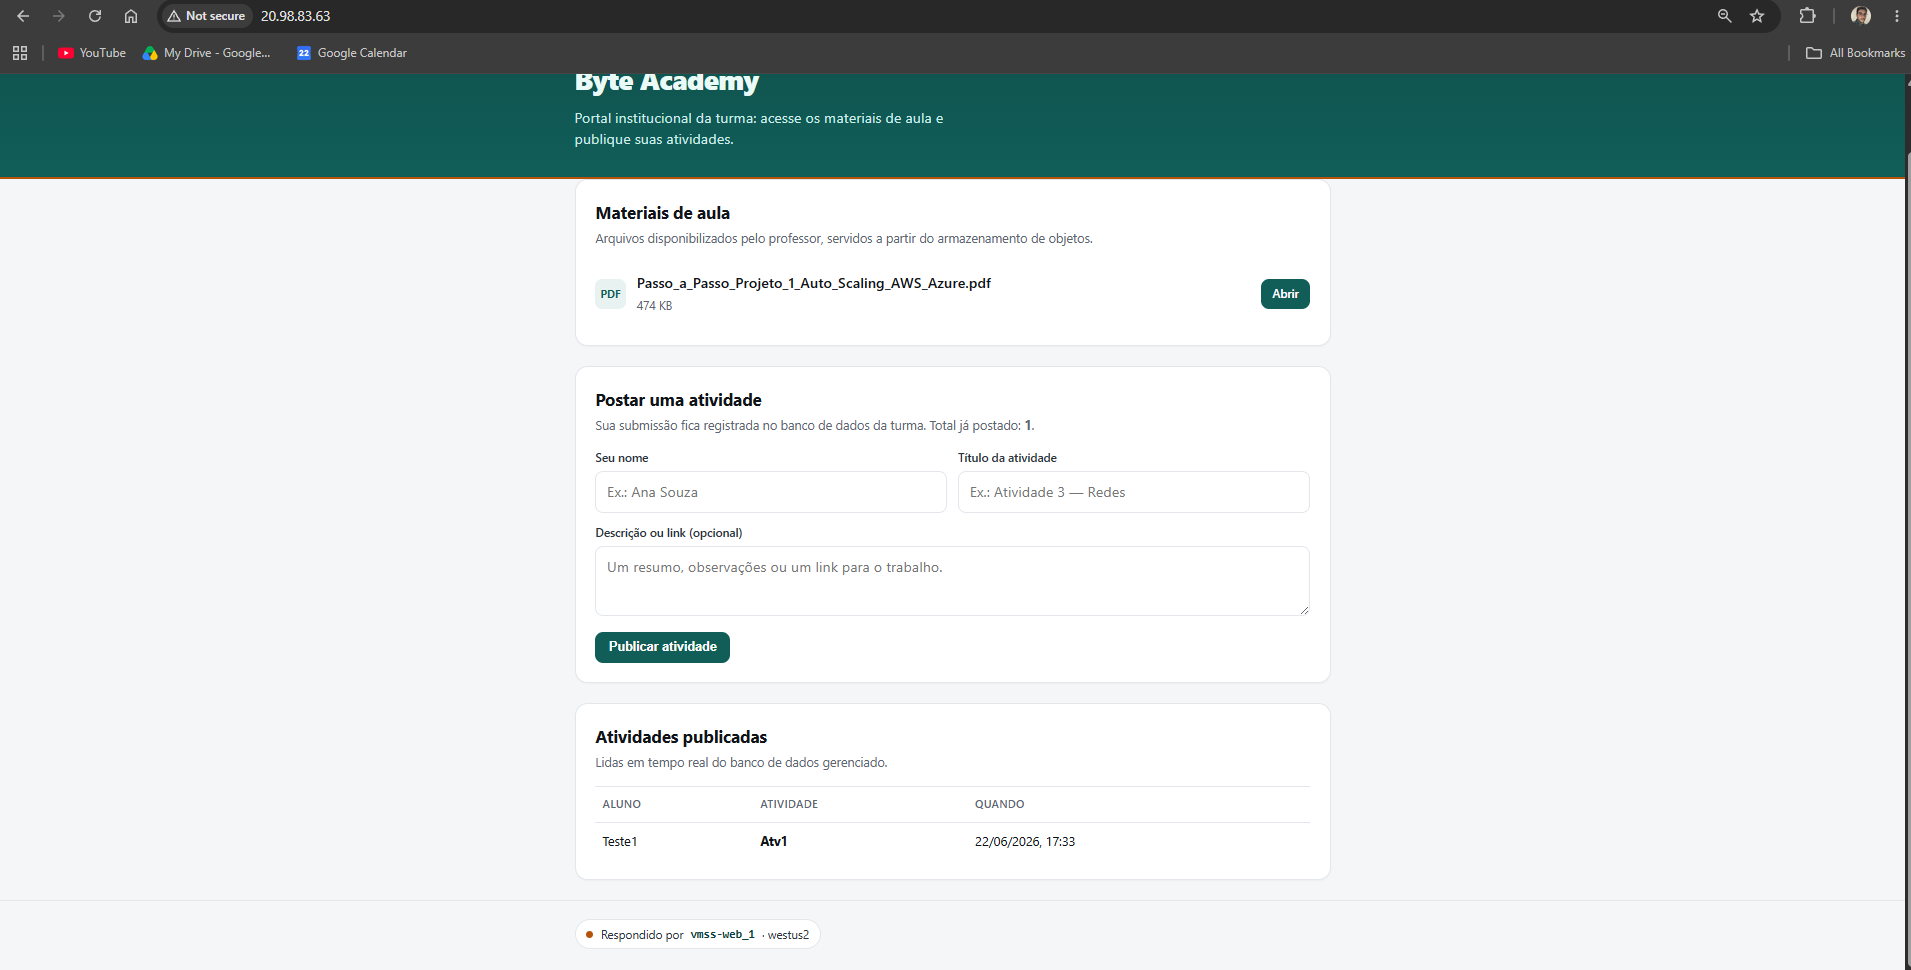 Not secure
20.98.83.63
YouTube
My Drive - Google...
22
Google Calendar
All Bookmarks
Byte Academy
Portal institucional da turma: acesse os materiais de aula e
publique suas atividades.
Materiais de aula
Arquivos disponibilizados pelo professor, servidos a partir do armazenamento de objetos.
PDF
Passo_a_Passo_Projeto_1_Auto_Scaling_AWS_Azure.pdf
474 KB
Abrir
Postar uma atividade
Sua submissão fica registrada no banco de dados da turma. Total já postado: 1.
Seu nome
Título da atividade
Ex.: Ana Souza
Ex.: Atividade 3 — Redes
Descrição ou link (opcional)
Um resumo, observações ou um link para o trabalho.
Publicar atividade
Atividades publicadas
Lidas em tempo real do banco de dados gerenciado.
ALUNO ATIVIDADE QUANDO
Teste1 Atv1 22/06/2026, 17:33
Respondido por vmss-web_1 · westus2